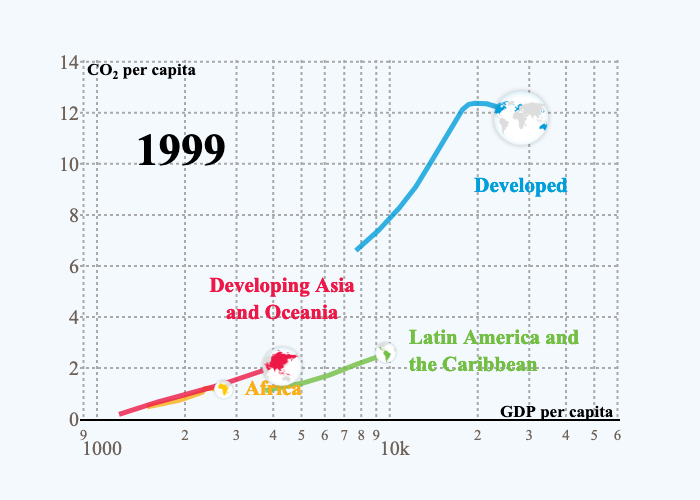 14
CO₂ per capita
12
1999
10
Developed
8
6
Developing Asia
and Oceania
4
Latin America and
the Caribbean
2
Africa
GDP per capita
0
9 2 3 4 5 6 7 8 9 2 3 4 5 6
1000 10k